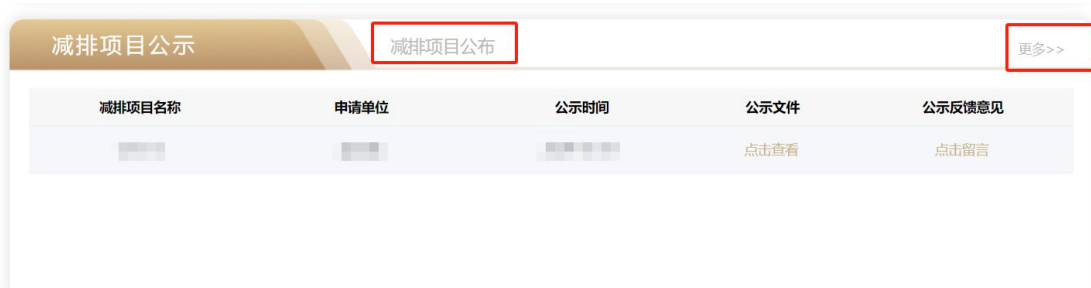 减排项目公示 减排项目公布 更多>>
减排项目名称 申请单位 公示时间 公示文件 公示反馈意见
点击查看 点击留言